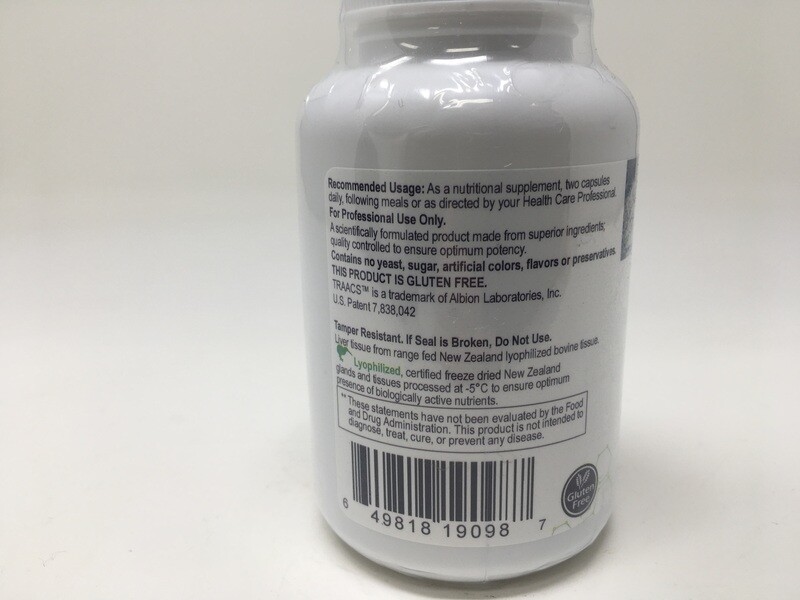 Recommended Usage: As a nutritional supplement, two capsules
daily, following meals or as directed by your Health Care Professional.
For Professional Use Only.
A scientifically formulated product made from superior ingredients;
quality controlled to ensure optimum potency.
Contains no yeast, sugar, artificial colors, flavors or preservatives.
THIS PRODUCT IS GLUTEN FREE.
TRAACS™ is a trademark of Albion Laboratories, Inc.
U.S. Patent 7,838,042
Tamper Resistant. If Seal is Broken, Do Not Use.
Liver tissue from range fed New Zealand lyophilized bovine tissue.
Lyophilized, certified freeze dried New Zealand
glands and tissues processed at -5°C to ensure optimum
presence of biologically active nutrients.
** These statements have not been evaluated by the Food
and Drug Administration. This product is not intended to
diagnose, treat, cure, or prevent any disease.
6 49818 19098 7
Gluten
Free